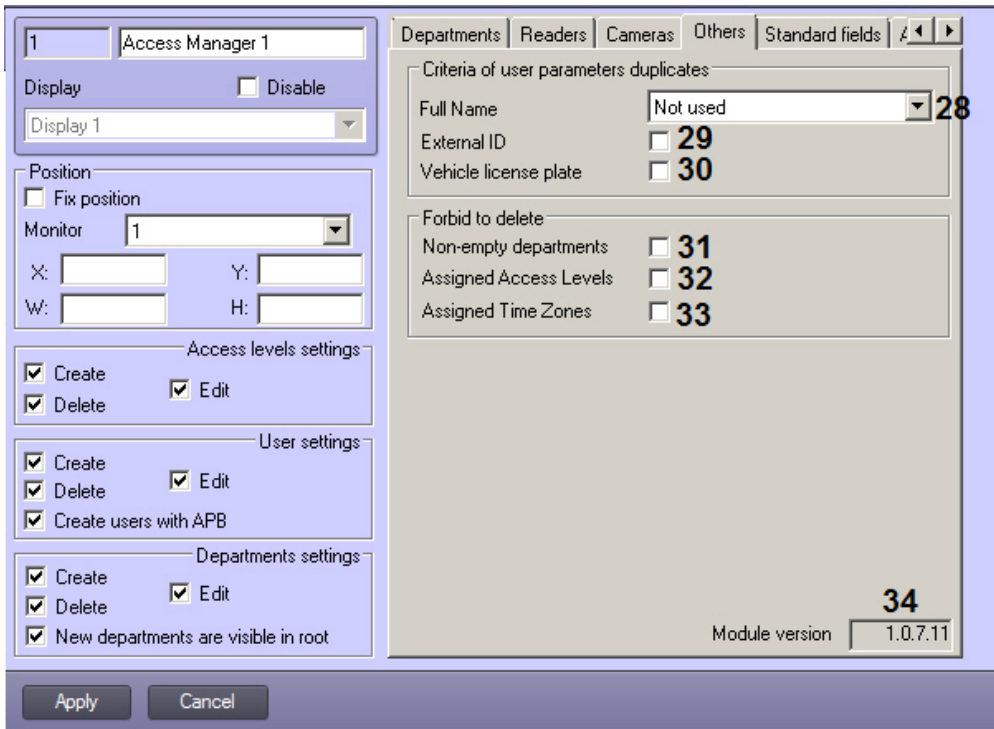 1 Access Manager 1
Display Disable
Display 1
Position
Fix position
Monitor 1
X: Y:
W: H:
Access levels settings
Create
Edit
Delete
User settings
Create
Edit
Delete
Create users with APB
Departments settings
Create
Edit
Delete
New departments are visible in root
Departments Readers Cameras Others Standard fields
Criteria of user parameters duplicates
Full Name Not used 28
External ID 29
Vehicle license plate 30
Forbid to delete
Non-empty departments 31
Assigned Access Levels 32
Assigned Time Zones 33
34
Module version 1.0.7.11
Apply Cancel